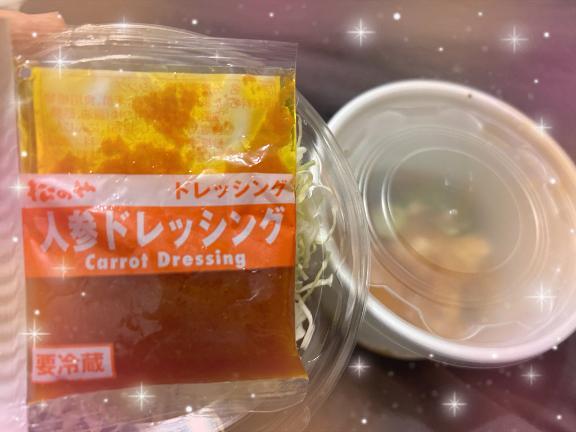 松のや ドレッシング
人参ドレッシング
Carrot Dressing
要冷蔵